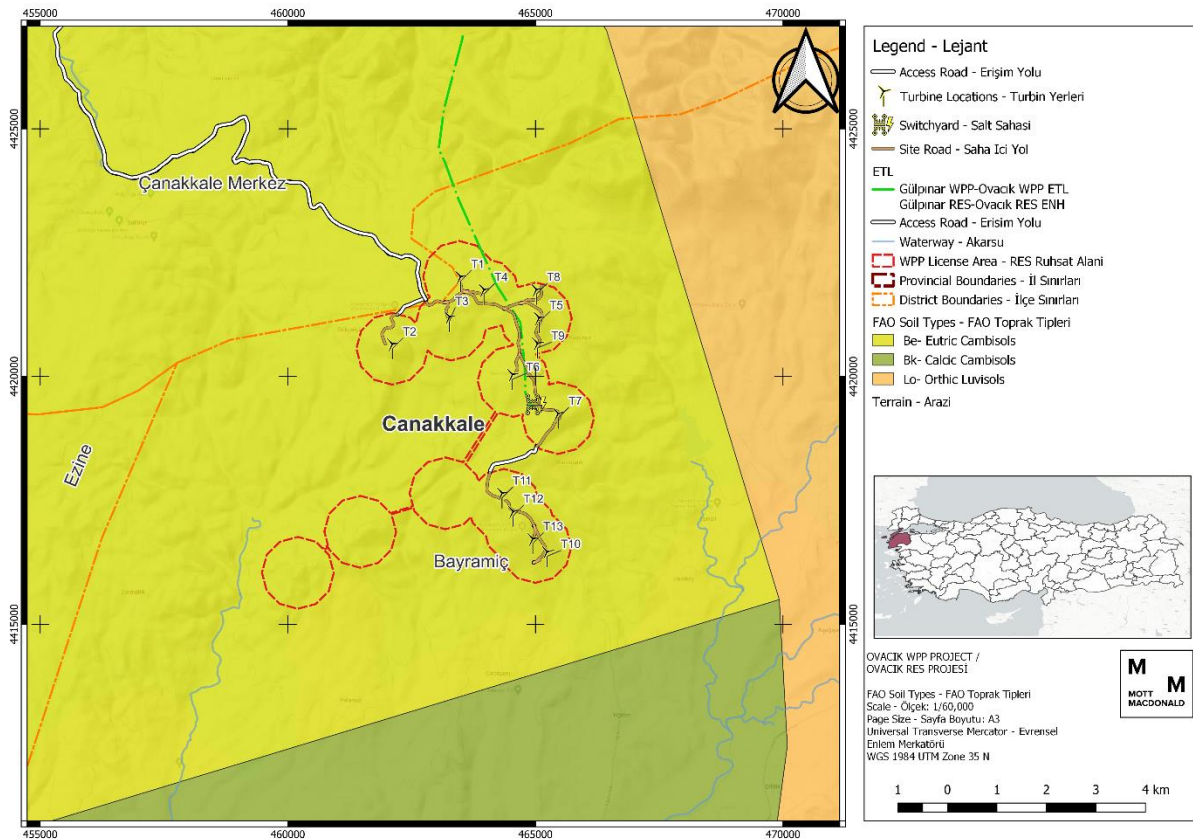 455000
460000
465000
470000
4425000
4420000
4415000
4425000
4420000
4415000
455000
460000
465000
470000
Çanakkale Merkez
T1
T4
T8
T3
T5
T2
T9
T6
T7
Canakkale
Ezine
T11
T12
T13
T10
Bayramiç
Legend - Lejant
Access Road - Erişim Yolu
Turbine Locations - Turbin Yerleri
Switchyard - Salt Sahasi
Site Road - Saha Ici Yol
ETL
Gülpınar WPP-Ovacık WPP ETL
Gülpınar RES-Ovacık RES ENH
Access Road - Erişim Yolu
Waterway - Akarsu
WPP License Area - RES Ruhsat Alani
Provincial Boundaries - İl Sınırları
District Boundaries - İlçe Sınırları
FAO Soil Types - FAO Toprak Tipleri
Be- Eutric Cambisols
Bk- Calcic Cambisols
Lo- Orthic Luvisols
Terrain - Arazi
OVACIK WPP PROJECT /
OVACIK RES PROJESİ
FAO Soil Types - FAO Toprak Tipleri
Scale - Ölçek: 1/60,000
Page Size - Sayfa Boyutu: A3
Universal Transverse Mercator - Evrensel
Enlem Merkatörü
WGS 1984 UTM Zone 35 N
M
M
MOTT
MACDONALD
1 0 1 2 3 4 km